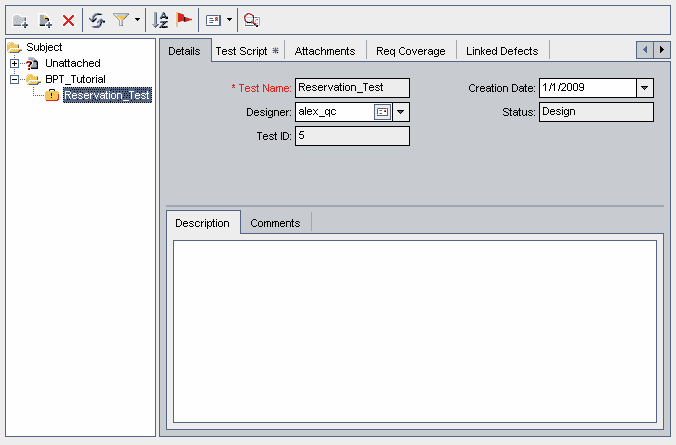 Subject
Unattached
BPT_Tutorial
Reservation_Test
Details Test Script * Attachments Req Coverage Linked Defects
* Test Name: Reservation_Test Creation Date: 1/1/2009
Designer: alex_qc Status: Design
Test ID: 5
Description Comments